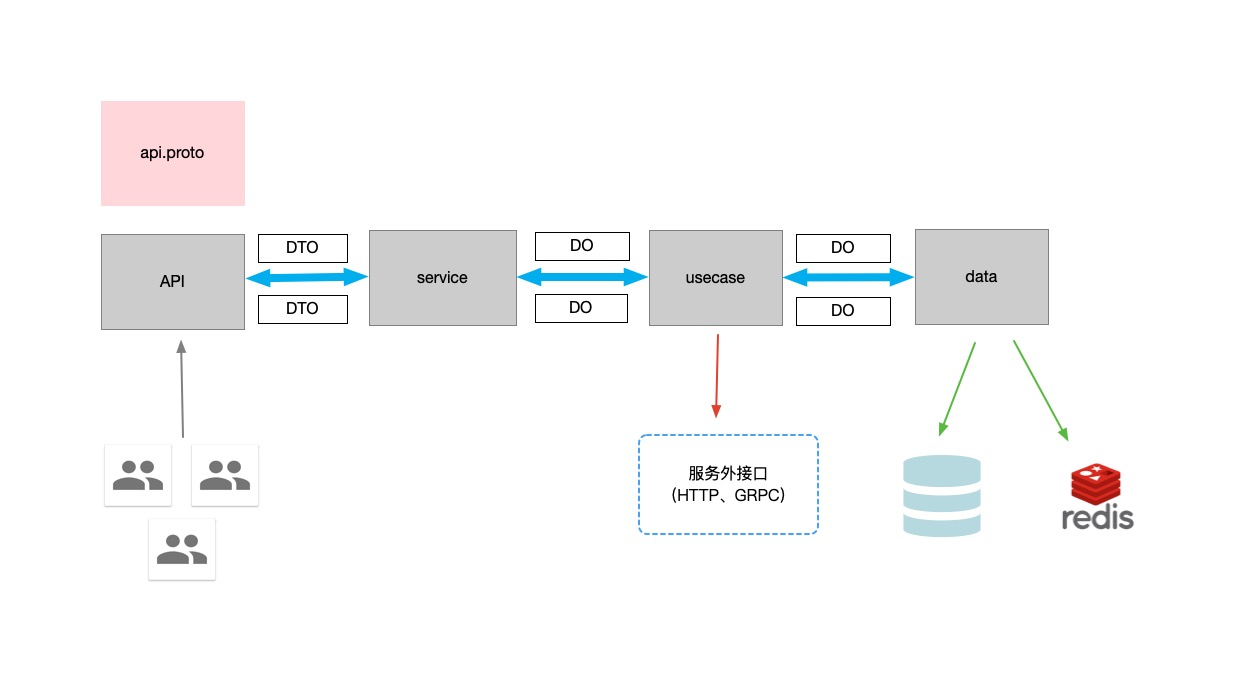 api.proto
API
DTO
DTO
service
DO
DO
usecase
DO
DO
data
服务外接口
（HTTP、GRPC）
redis